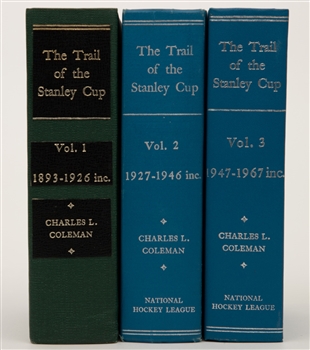 The Trail
of the
Stanley Cup
Vol. 1
1893-1926 inc.
CHARLES L.
COLEMAN
The Trail
of the
Stanley Cup
Vol. 2
1927-1946 inc.
CHARLES L.
COLEMAN
NATIONAL
HOCKEY LEAGUE
The Trail
of the
Stanley Cup
Vol. 3
1947-1967 inc.
CHARLES L.
COLEMAN
NATIONAL
HOCKEY LEAGUE